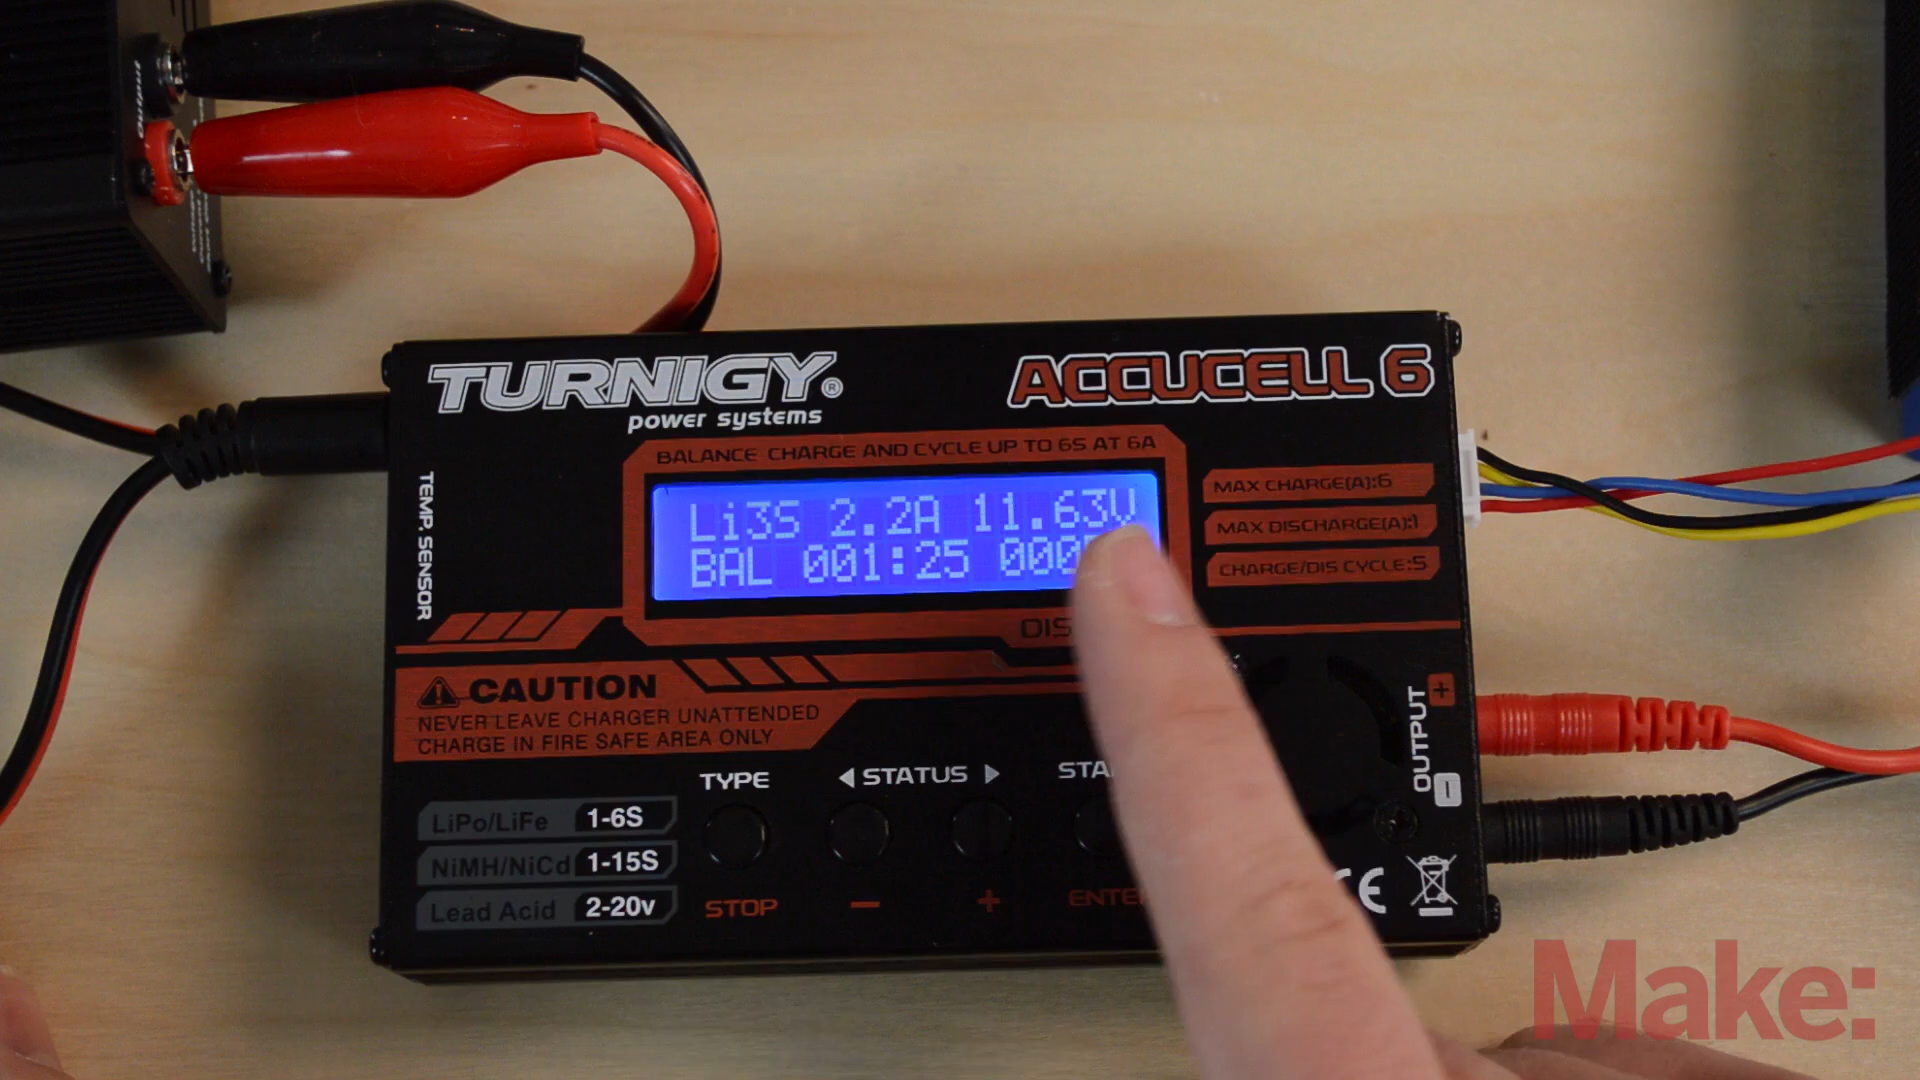 Output
TURNIGY®
power systems
ACCUCELL 6
BALANCE CHARGE AND CYCLE UP TO 6S AT 6A
Li3S 2.2A 11.63V
BAL 001:25
MAX CHARGE(A):6
MAX DISCHARGE(A):1
CHARGE/DIS CYCLE:5
TEMP. SENSOR
CAUTION
NEVER LEAVE CHARGER UNATTENDED
CHARGE IN FIRE SAFE AREA ONLY
OUTPUT
+
TYPE
◀ STATUS ▶
LiPo/LiFe 1-6S
NiMH/NiCd 1-15S
Lead Acid 2-20v
STOP
−
+
CE
Make: